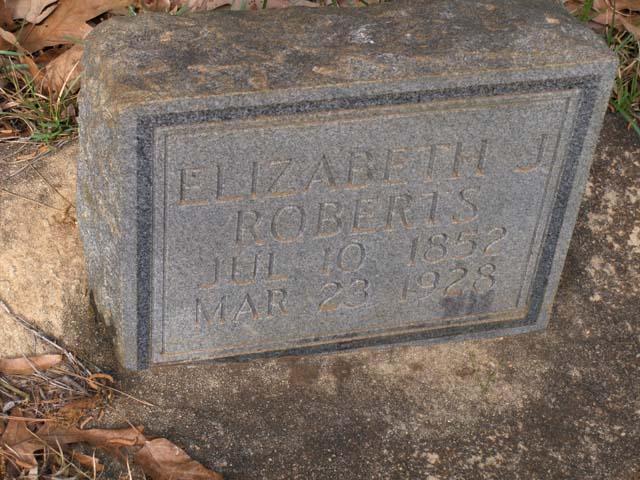 ELIZABETH J
ROBERTS
JUL 10 1852
MAR 23 1928